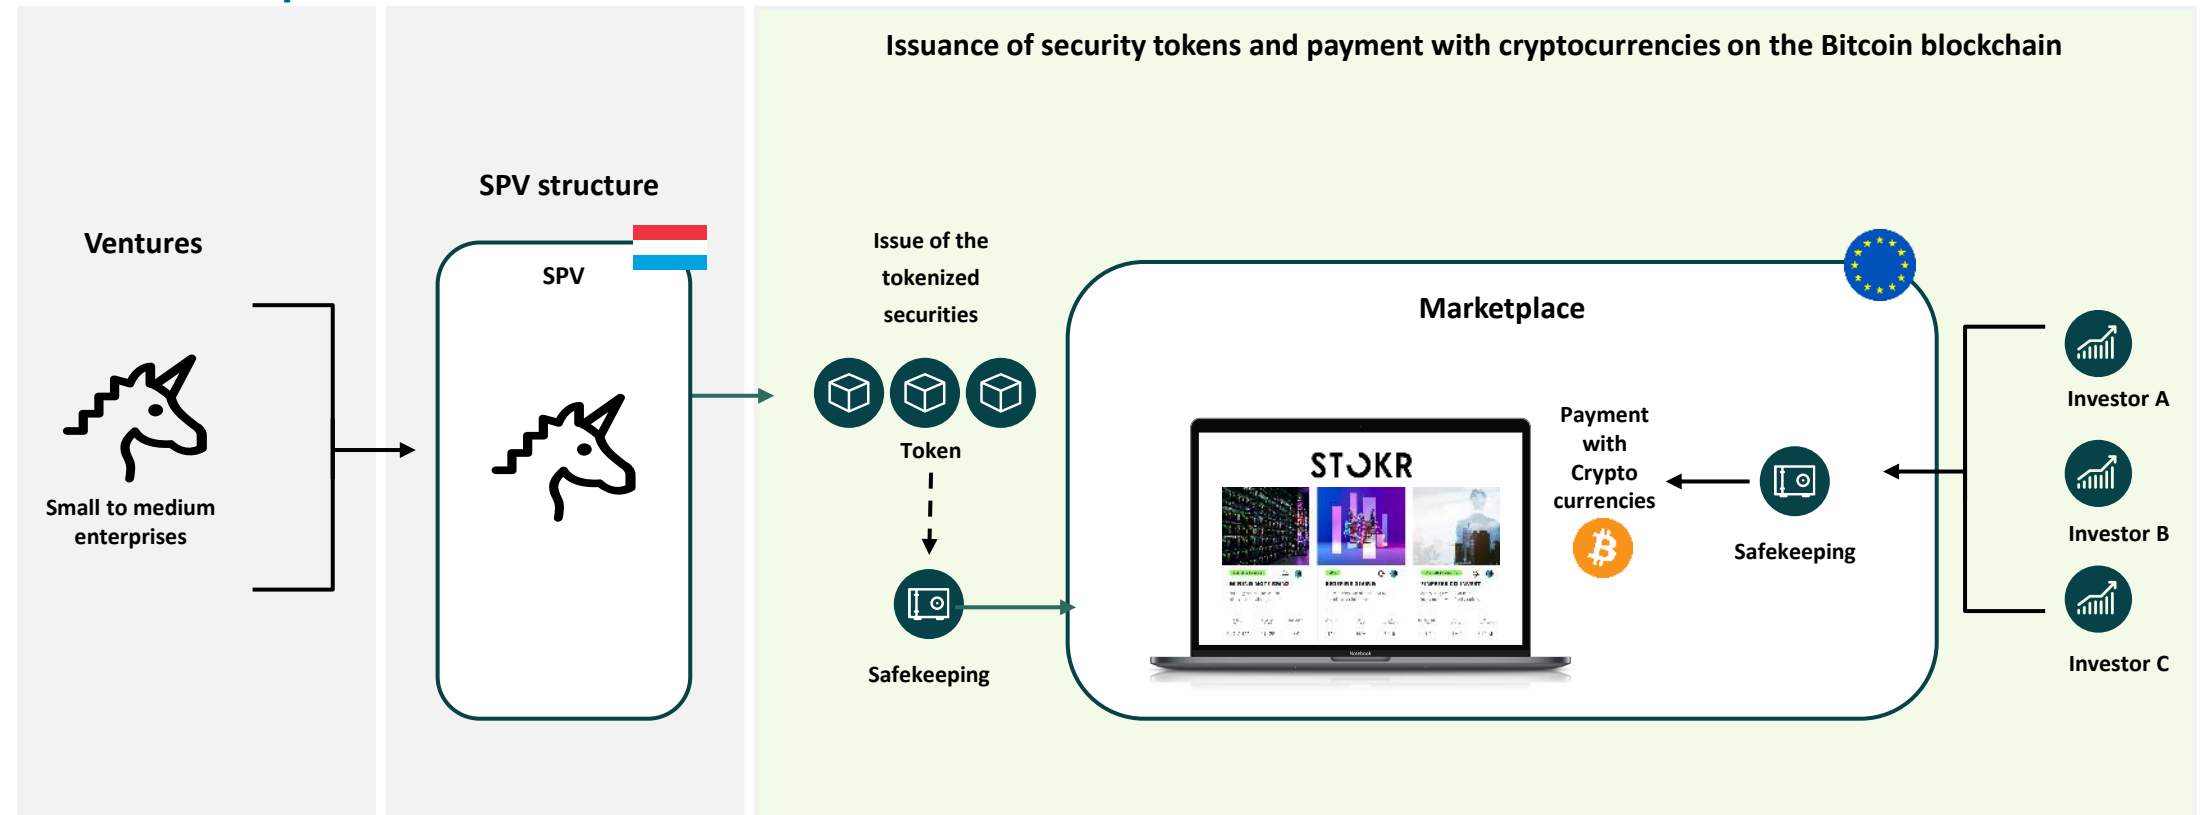 Issuance of security tokens and payment with cryptocurrencies on the Bitcoin blockchain
SPV structure
Ventures
SPV
Small to medium
enterprises
Issue of the
tokenized
securities
Token
Safekeeping
Marketplace
STOKR
Notebook
Payment
with
Crypto
currencies
Safekeeping
Investor A
Investor B
Investor C